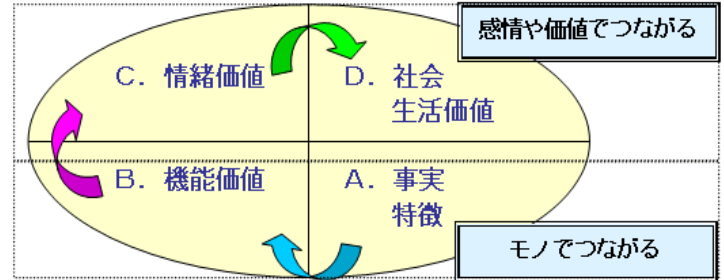 感情や価値でつながる
C．情緒価値
D．社会
生活価値
B．機能価値
A．事実
特徴
モノでつながる